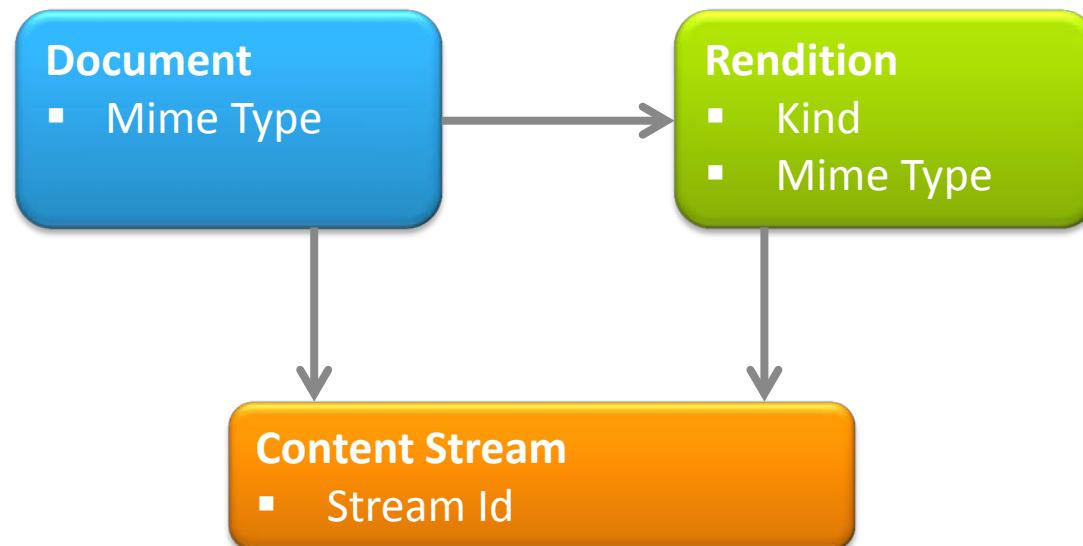 Document
▪ Mime Type
Rendition
▪ Kind
▪ Mime Type
Content Stream
▪ Stream Id